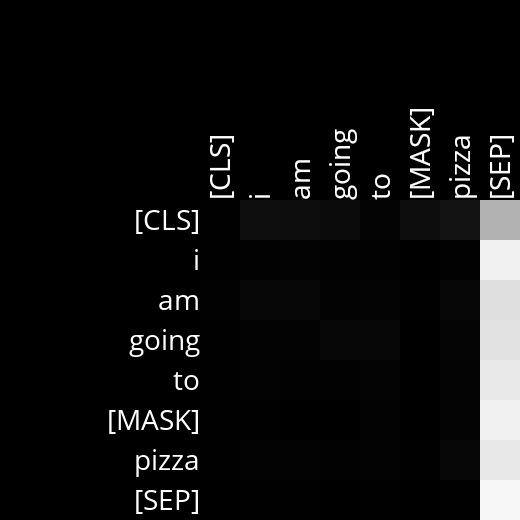 [CLS]
i
am
going
to
[MASK]
pizza
[SEP]
[CLS]
i
am
going
to
[MASK]
pizza
[SEP]